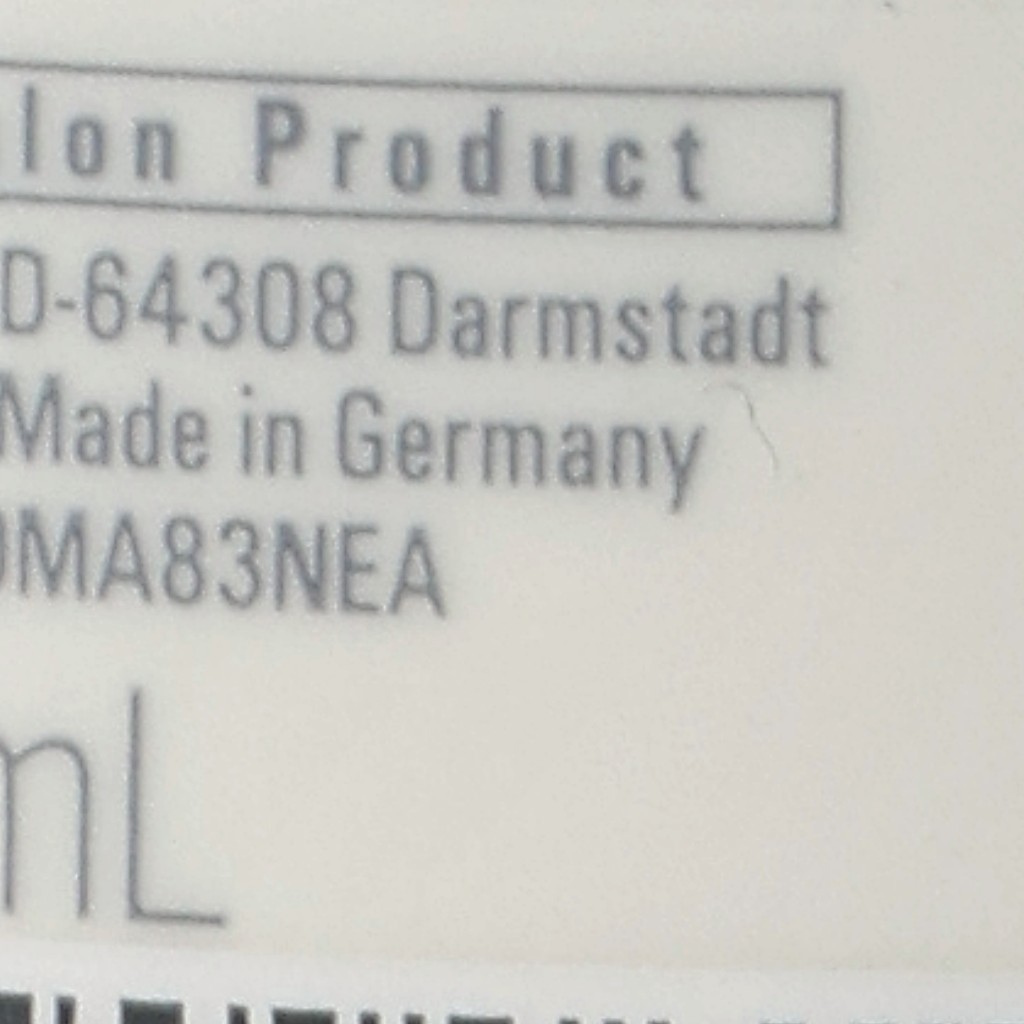 lon Product
D-64308 Darmstadt
Made in Germany
MA83NEA
mL